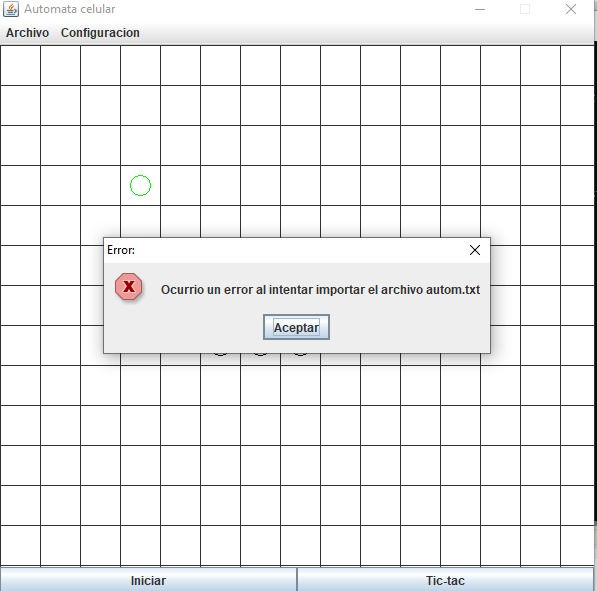 Automata celular
Archivo Configuracion
Error:
Ocurrio un error al intentar importar el archivo autom.txt
Aceptar
Iniciar Tic-tac